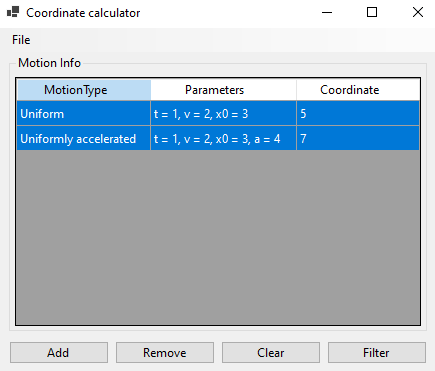 Coordinate calculator
File
Motion Info
MotionType Parameters Coordinate
Uniform t = 1, v = 2, x0 = 3 5
Uniformly accelerated t = 1, v = 2, x0 = 3, a = 4 7
Add Remove Clear Filter